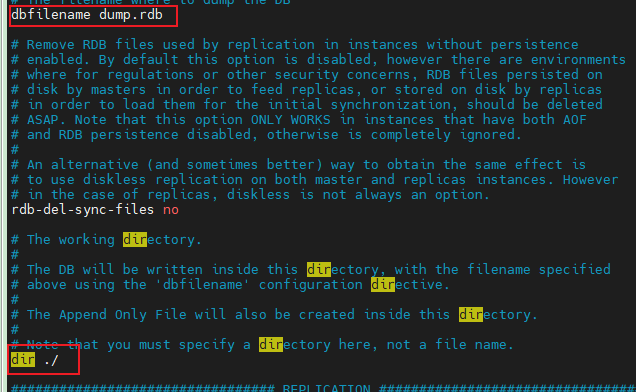 # The filename where to dump the DB
dbfilename dump.rdb
# Remove RDB files used by replication in instances without persistence
# enabled. By default this option is disabled, however there are environments
# where for regulations or other security concerns, RDB files persisted on
# disk by masters in order to feed replicas, or stored on disk by replicas
# in order to load them for the initial synchronization, should be deleted
# ASAP. Note that this option ONLY WORKS in instances that have both AOF
# and RDB persistence disabled, otherwise is completely ignored.
#
# An alternative (and sometimes better) way to obtain the same effect is
# to use diskless replication on both master and replicas instances. However
# in the case of replicas, diskless is not always an option.
rdb-del-sync-files no
# The working directory.
#
# The DB will be written inside this directory, with the filename specified
# above using the 'dbfilename' configuration directive.
#
# The Append Only File will also be created inside this directory.
#
# Note that you must specify a directory here, not a file name.
dir ./
################################# REPLICATION #################################